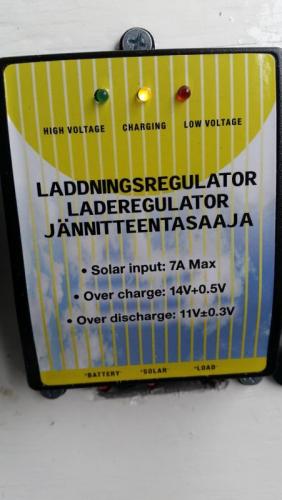 HIGH VOLTAGE CHARGING LOW VOLTAGE
LADDNINGSREGULATOR
LADEREGULATOR
JÄNNITTEENTASAAJA
• Solar input: 7A Max
• Over charge: 14V+0.5V
• Over discharge: 11V±0.3V
"BATTERY" "SOLAR" "LOAD"